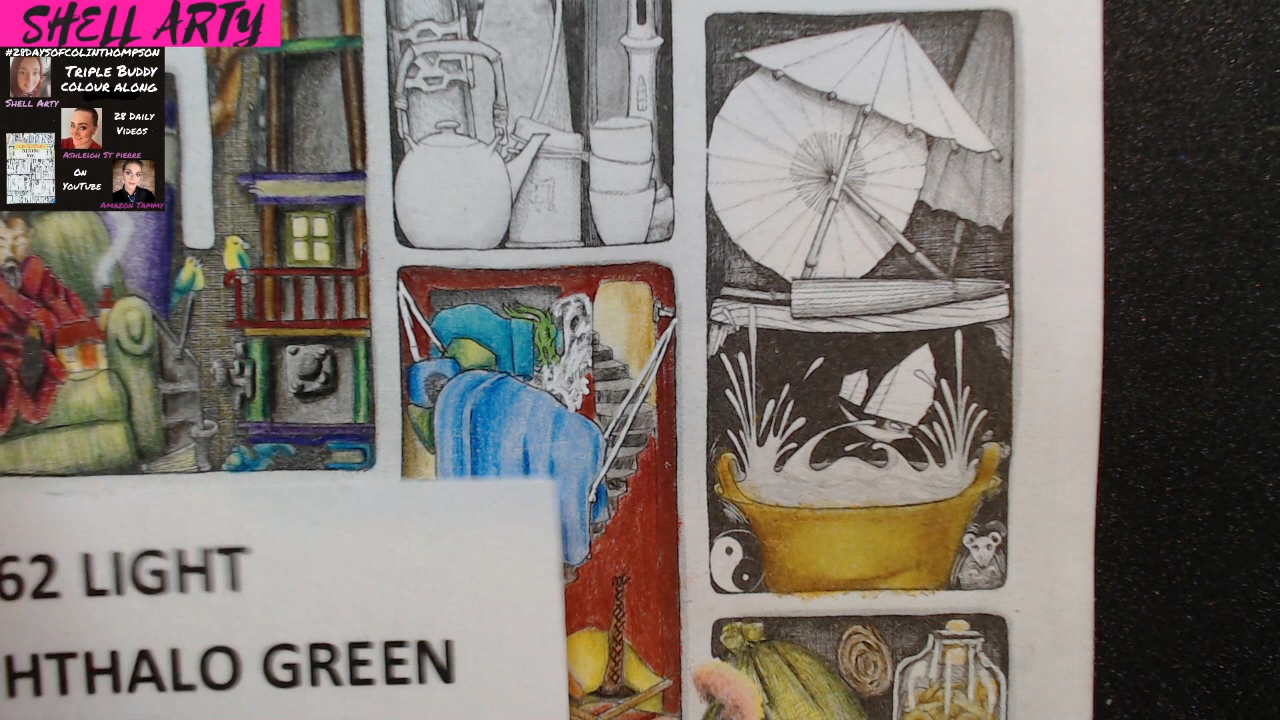 SHELL ARTY
#28DAYSOFCOLINTHOMPSON
TRIPLE BUDDY
COLOUR ALONG
SHELL ARTY
28 DAILY
VIDEOS
ASHLEIGH ST PIERRE
ON
YOUTUBE
AMAZON TAMMY
62 LIGHT
HTHALO GREEN